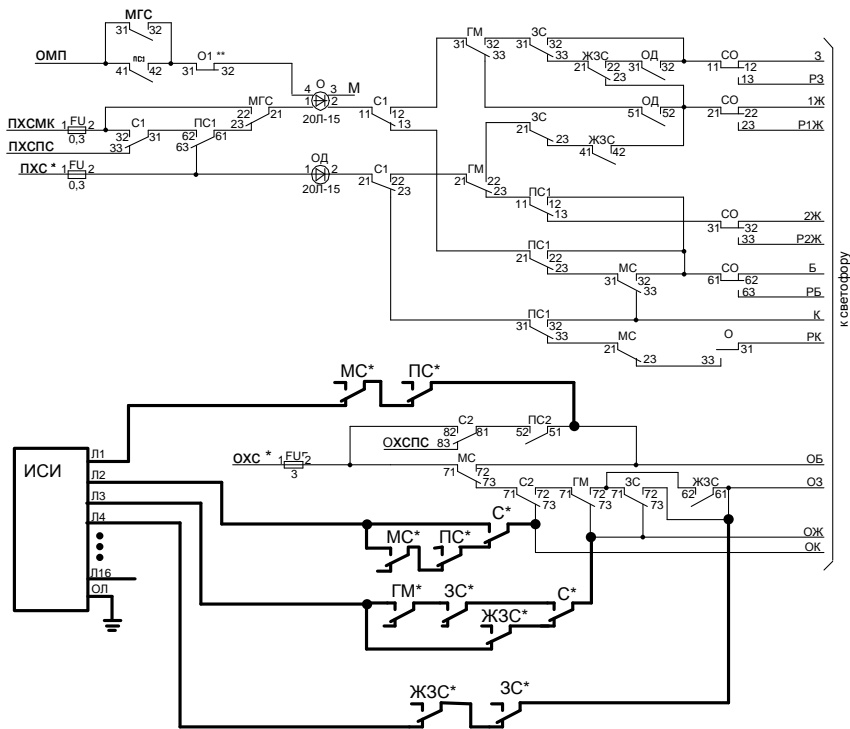 МГС
31 32
ОМП
ПС3
41 42
О1 **
31 32
4 О 3 М
1 2
20Л-15
ГМ
31 32
33
ЗС
31 32
33
ЖЗС
21 22
23
ОД
31 32
СО
11 12
13
З
РЗ
ПХСМК 1 FU 2
0,3
ПХСПС
С1
32 31
33
ПС1
62 61
63
МГС
22 21
23
С1
11 12
13
ОД
51 52
СО
21 22
23
1Ж
Р1Ж
ПХС * 1 FU 2
0,3
ОД
1 2
20Л-15
С1
21 22
23
ГМ
21 22
23
ЗС
21
23
ЖЗС
41 42
ПС1
11 12
13
СО
31 32
33
2Ж
Р2Ж
ПС1
21 22
23
МС
31 32
33
СО
61 62
63
Б
РБ
К
ПС1
31 32
33
МС
21
23
О
33 31
РК
к светофору
МС*
ПС*
ИСИ
Л1
Л2
Л3
Л4
Л16
ОЛ
С2
82 81
83
ОХСПС
ПС2
52 51
ОХС * 1 FU 2
3
МС
71 72
73
ОБ
С2
71 72
73
ГМ
71 72
73
ЗС
71 72
73
ЖЗС
62 61
ОЗ
ОЖ
ОК
МС*
ПС*
С*
ГМ*
ЗС*
ЖЗС*
С*
ЖЗС*
ЗС*